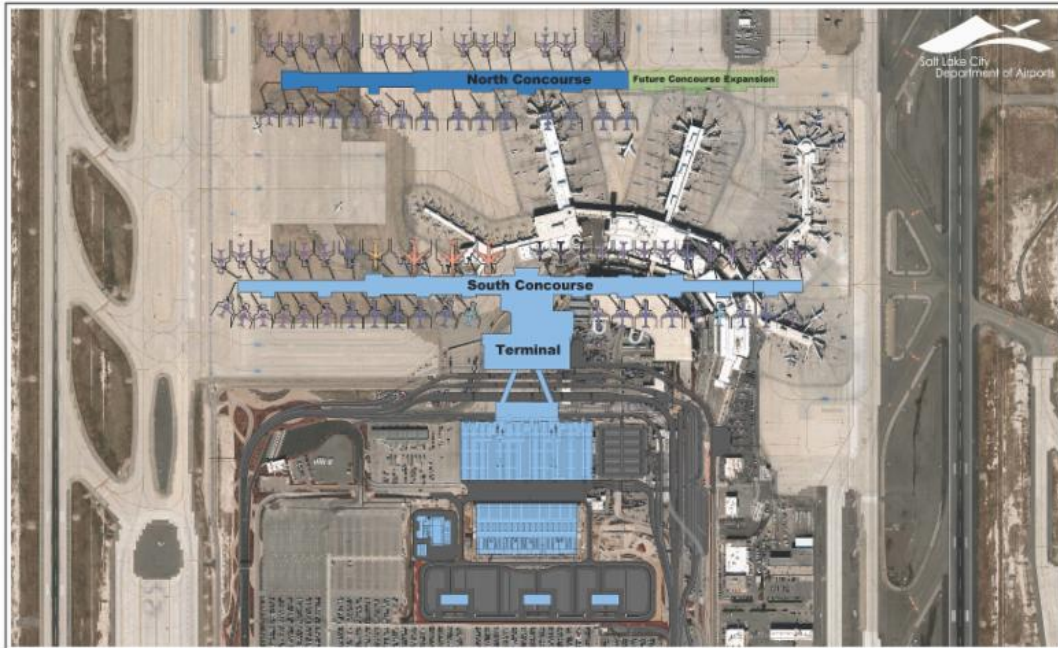 Salt Lake City
Department of Airports
North Concourse
Future Concourse Expansion
South Concourse
Terminal